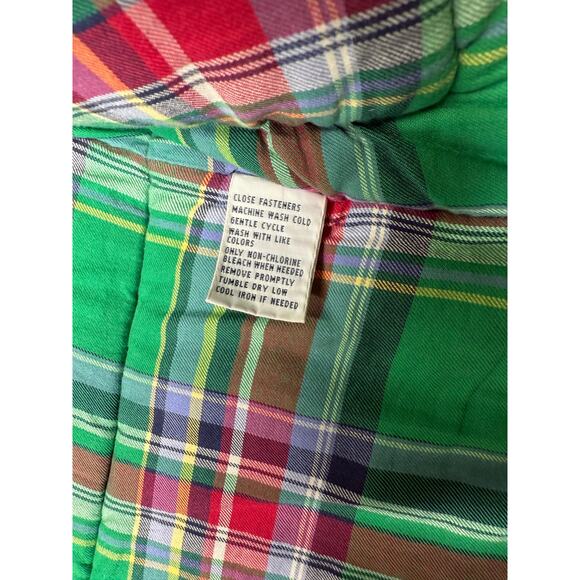 CLOSE FASTENERS
MACHINE WASH COLD
GENTLE CYCLE
WASH WITH LIKE
COLORS
ONLY NON-CHLORINE
BLEACH WHEN NEEDED
REMOVE PROMPTLY
TUMBLE DRY LOW
COOL IRON IF NEEDED